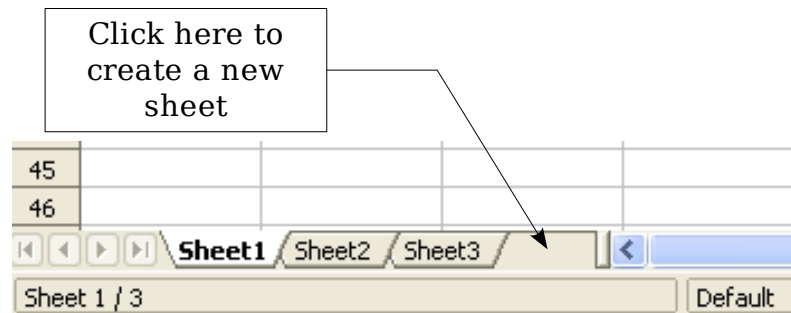 Click here to
create a new
sheet
45
46
Sheet1 Sheet2 Sheet3
Sheet 1 / 3 Default